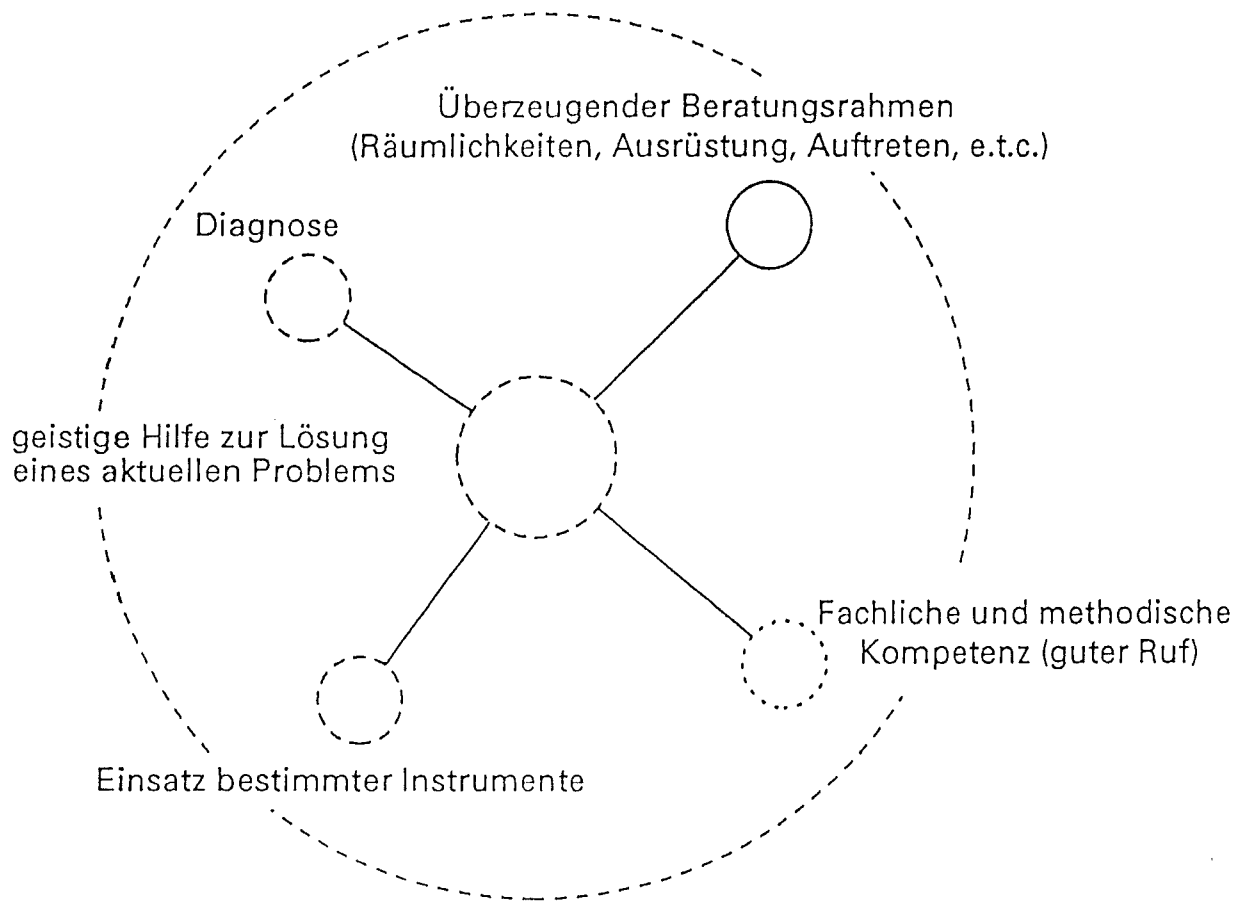 Überzeugender Beratungsrahmen
(Räumlichkeiten, Ausrüstung, Auftreten, e.t.c.)
Diagnose
geistige Hilfe zur Lösung
eines aktuellen Problems
Fachliche und methodische
Kompetenz (guter Ruf)
Einsatz bestimmter Instrumente